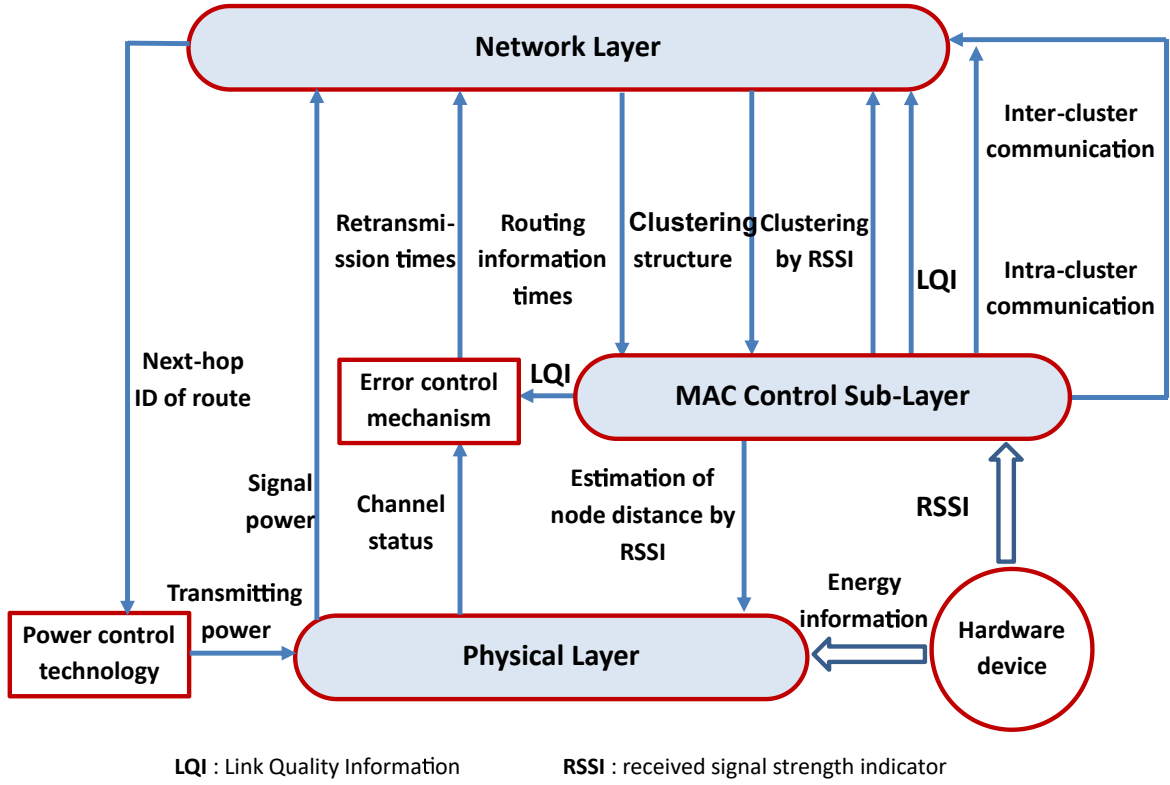 Network Layer
Inter-cluster
communication
Retransmi-
ssion times
Routing
information
times
Clustering
structure
Clustering
by RSSI
LQI
Intra-cluster
communication
Next-hop
ID of route
Error control
mechanism
LQI
MAC Control Sub-Layer
Signal
power
Channel
status
Estimation of
node distance by
RSSI
RSSI
Transmitting
power
Energy
information
Power control
technology
Physical Layer
Hardware
device
LQI : Link Quality Information
RSSI : received signal strength indicator